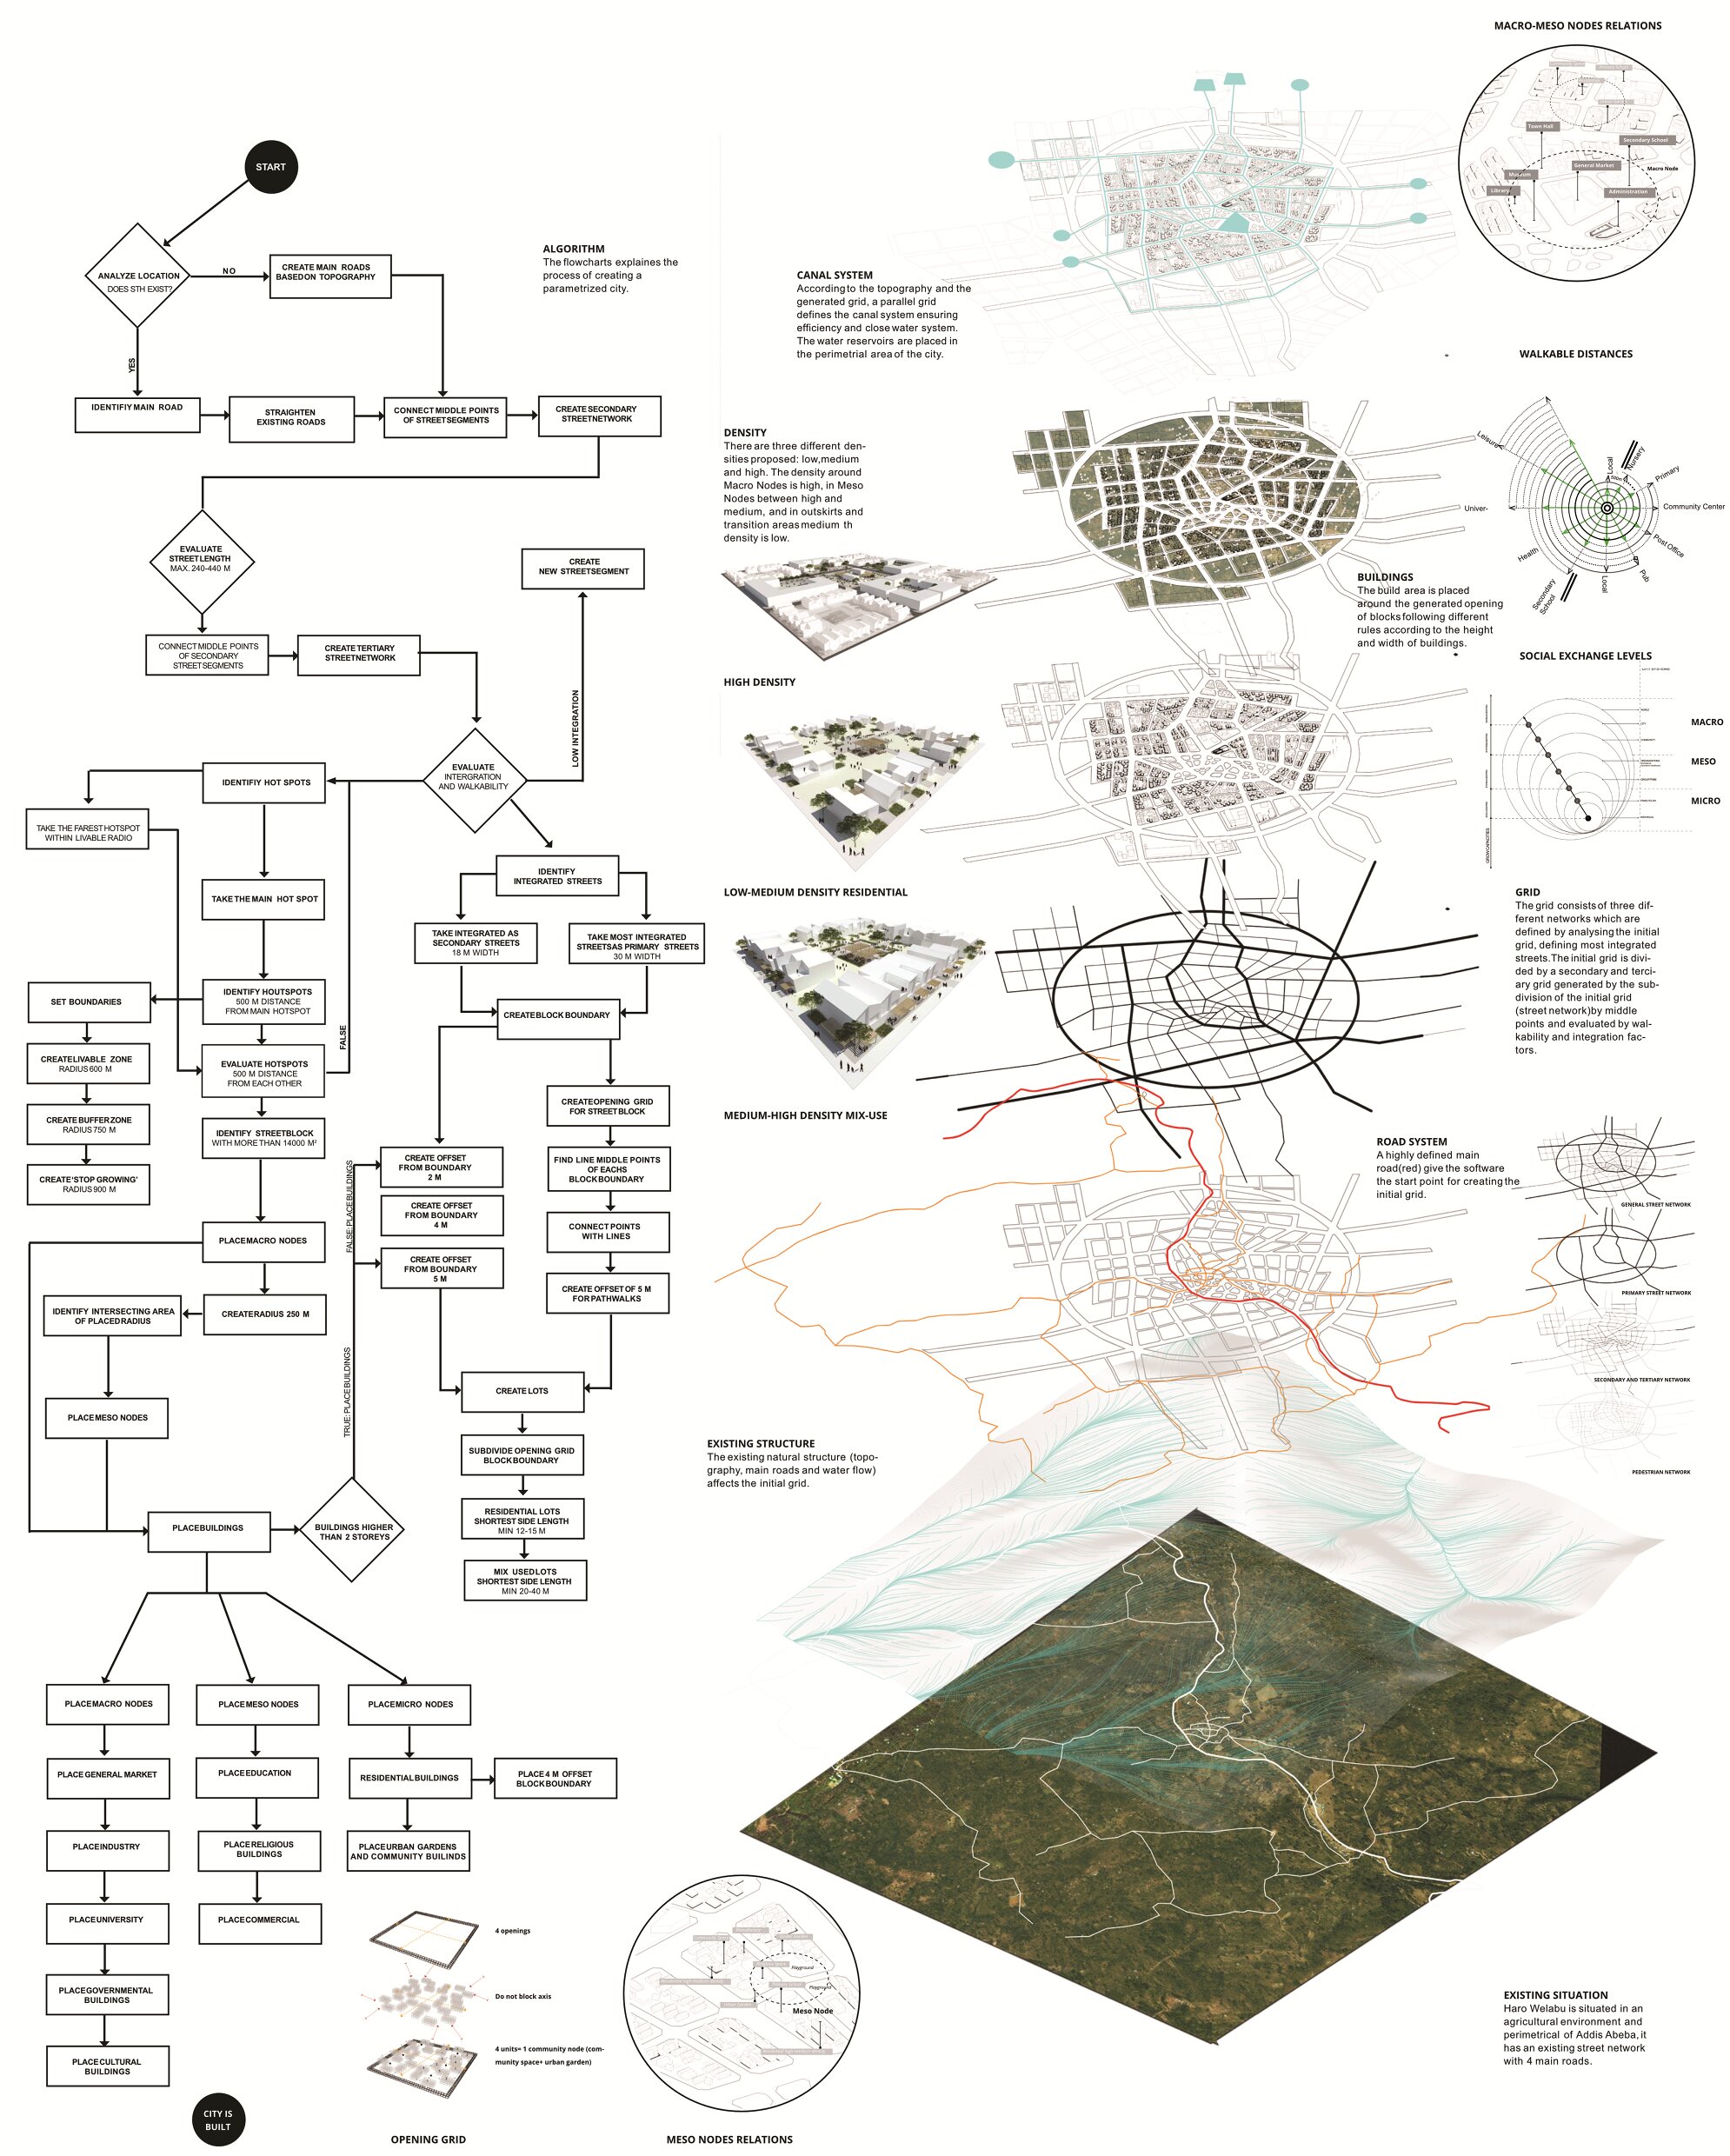 START
ANALYZE LOCATION
DOES STH EXIST?
NO
CREATE MAIN ROADS
BASEDON TOPOGRAPHY
YES
IDENTIFIY MAIN ROAD
STRAIGHTEN
EXISTING ROADS
CONNECT MIDDLE POINTS
OF STREET SEGMENTS
CREATE SECONDARY
STREETNETWORK
EVALUATE
STREET LENGTH
MAX. 240-440 M
CONNECT MIDDLE POINTS
OF SECONDARY
STREET SEGMENTS
CREATE TERTIARY
STREETNETWORK
CREATE
NEW STREETSEGMENT
LOW INTEGRATION
EVALUATE
INTERGRATION
AND WALKABILITY
IDENTIFIY HOT SPOTS
TAKE THE FAREST HOTSPOT
WITHIN LIVABLE RADIO
TAKE THE MAIN HOT SPOT
IDENTIFY
INTEGRATED STREETS
TAKE INTEGRATED AS
SECONDARY STREETS
18 M WIDTH
TAKE MOST INTEGRATED
STREETSAS PRIMARY STREETS
30 M WIDTH
SET BOUNDARIES
IDENTIFY HOUTSPOTS
500 M DISTANCE
FROM MAIN HOTSPOT
CREATE BLOCK BOUNDARY
FALSE
CREATE LIVABLE ZONE
RADIUS 600 M
EVALUATE HOTSPOTS
500 M DISTANCE
FROM EACH OTHER
CREATE BUFFER ZONE
RADIUS 750 M
IDENTIFY STREETBLOCK
WITH MORE THAN 14000 M²
CREATE OPENING GRID
FOR STREET BLOCK
CREATE 'STOP GROWING'
RADIUS 900 M
CREATE OFFSET
FROM BOUNDARY
2 M
FIND LINE MIDDLE POINTS
OF EACHS
BLOCK BOUNDARY
CREATE OFFSET
FROM BOUNDARY
4 M
CONNECT POINTS
WITH LINES
PLACE MACRO NODES
FALSE: PLACE BUILDINGS
CREATE OFFSET
FROM BOUNDARY
5 M
CREATE OFFSET OF 5 M
FOR PATHWALKS
IDENTIFY INTERSECTING AREA
OF PLACED RADIUS
CREATE RADIUS 250 M
TRUE: PLACE BUILDINGS
CREATE LOTS
PLACE MESO NODES
SUBDIVIDE OPENING GRID
BLOCK BOUNDARY
PLACE BUILDINGS
BUILDINGS HIGHER
THAN 2 STOREYS
RESIDENTIAL LOTS
SHORTEST SIDE LENGTH
MIN 12-15 M
MIX USED LOTS
SHORTEST SIDE LENGTH
MIN 20-40 M
PLACE MACRO NODES
PLACE MESO NODES
PLACE MICRO NODES
PLACE GENERAL MARKET
PLACE EDUCATION
RESIDENTIAL BUILDINGS
PLACE 4 M OFFSET
BLOCK BOUNDARY
PLACE INDUSTRY
PLACE RELIGIOUS
BUILDINGS
PLACE URBAN GARDENS
AND COMMUNITY BUILINDS
PLACE UNIVERSITY
PLACE COMMERCIAL
PLACE GOVERNMENTAL
BUILDINGS
PLACE CULTURAL
BUILDINGS
CITY IS
BUILT
4 openings
Do not block axis
4 units= 1 community node (com-
munity space+ urban garden)
OPENING GRID
ALGORITHM
The flowcharts explaines the
process of creating a
parametrized city.
CANAL SYSTEM
According to the topography and the
generated grid, a parallel grid
defines the canal system ensuring
efficiency and close water system.
The water reservoirs are placed in
the perimetrial area of the city.
DENSITY
There are three different den-
sities proposed: low,medium
and high. The density around
Macro Nodes is high, in Meso
Nodes between high and
medium, and in outskirts and
transition areas medium th
density is low.
HIGH DENSITY
LOW-MEDIUM DENSITY RESIDENTIAL
MEDIUM-HIGH DENSITY MIX-USE
BUILDINGS
The build area is placed
around the generated opening
of blocks following different
rules according to the height
and width of buildings.
MACRO-MESO NODES RELATIONS
Town Hall
Secondary School
General Market
Macro Node
Museum
Library
Administration
WALKABLE DISTANCES
Leisure
Local
Nursery
Primary
Community Center
Post Office
Pub
Local
Secondary
School
Health
Univer-
500m
SOCIAL EXCHANGE LEVELS
MACRO
MESO
MICRO
GRID
The grid consists of three dif-
ferent networks which are
defined by analysing the initial
grid, defining most integrated
streets.The initial grid is divi-
ded by a secondary and terci-
ary grid generated by the sub-
division of the initial grid
(street network)by middle
points and evaluated by wal-
kability and integration fac-
tors.
ROAD SYSTEM
A highly defined main
road(red) give the software
the start point for creating the
initial grid.
GENERAL STREET NETWORK
PRIMARY STREET NETWORK
SECONDARY AND TERTIARY NETWORK
PEDESTRIAN NETWORK
EXISTING STRUCTURE
The existing natural structure (topo-
graphy, main roads and water flow)
affects the initial grid.
Playground
Playground
Meso Node
MESO NODES RELATIONS
EXISTING SITUATION
Haro Welabu is situated in an
agricultural environment and
perimetrical of Addis Abeba, it
has an existing street network
with 4 main roads.